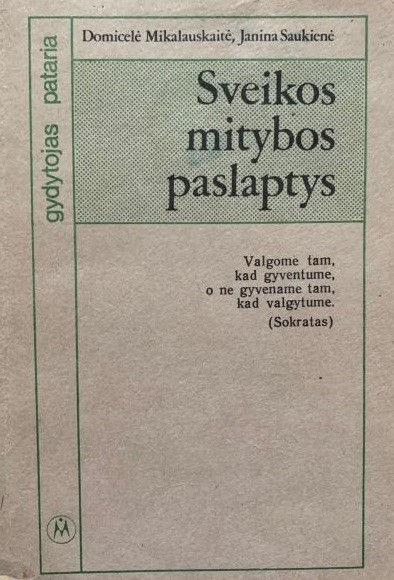 Domicelė Mikalauskaitė, Janina Saukienė
gydytojas pataria
Sveikos
mitybos
paslaptys
Valgome tam,
kad gyventume,
o ne gyvename tam,
kad valgytume.
(Sokratas)